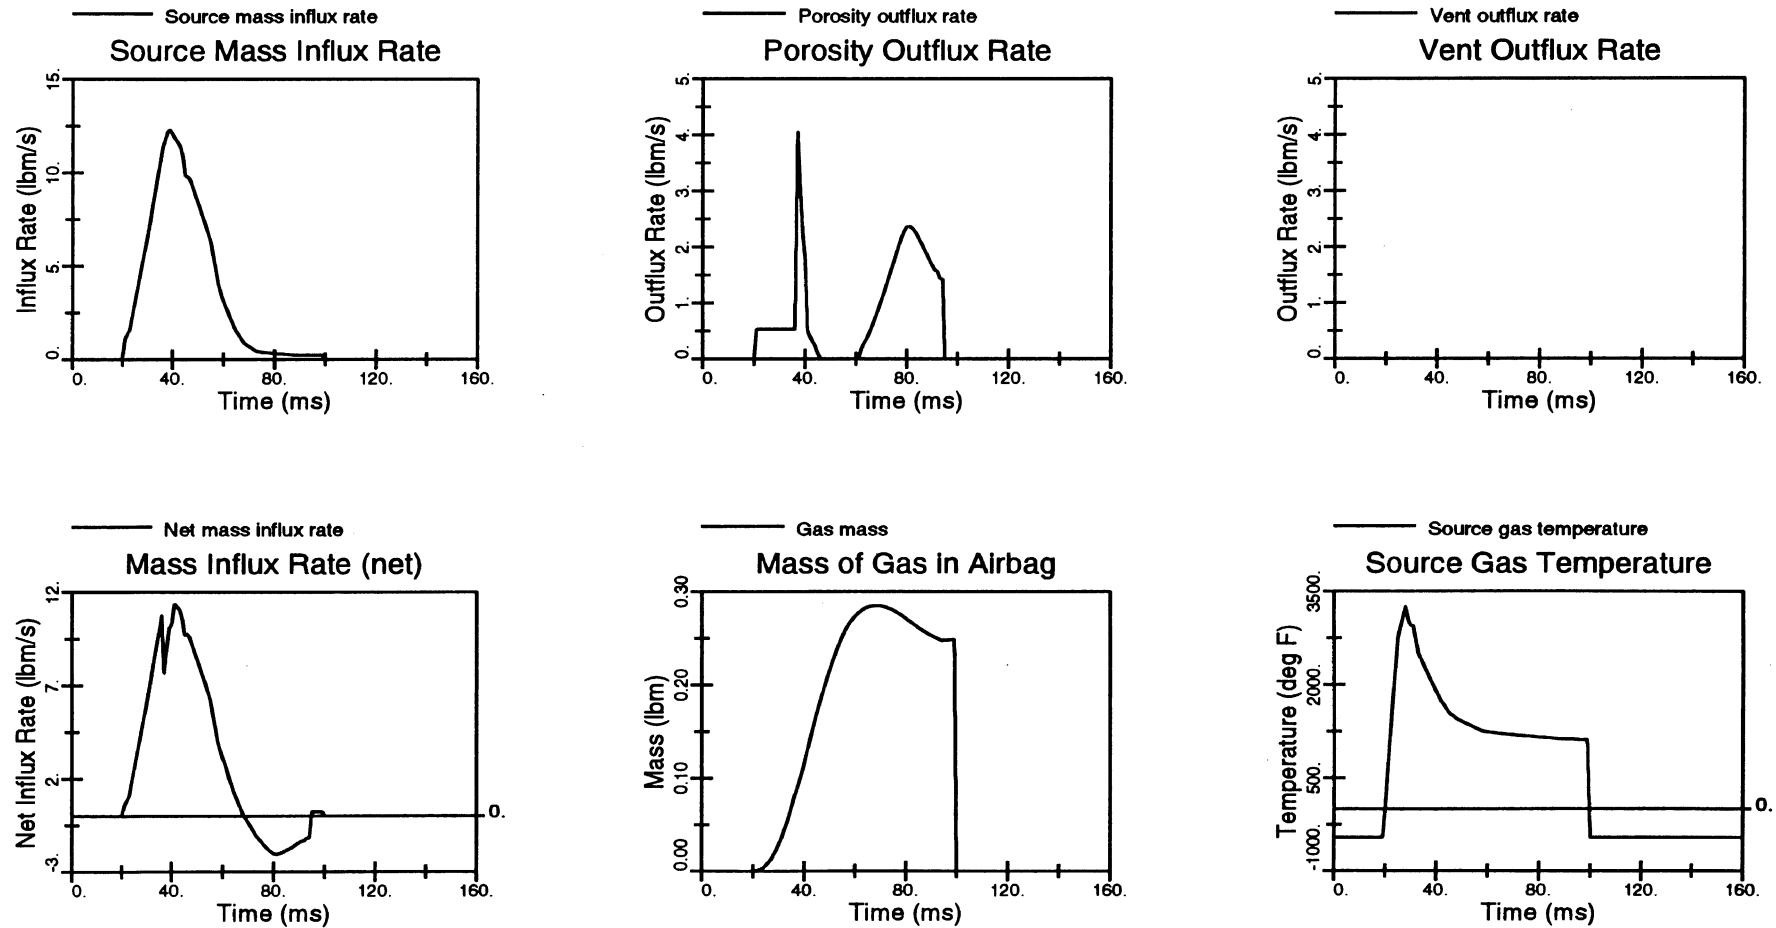 Source mass influx rate
Source Mass Influx Rate
Influx Rate (lbm/s)
15.
10.
5.
0.
0. 40. 80. 120. 160.
Time (ms)
Porosity outflux rate
Porosity Outflux Rate
Outflux Rate (lbm/s)
5.
4.
3.
2.
1.
0.
0. 40. 80. 120. 160.
Time (ms)
Vent outflux rate
Vent Outflux Rate
Outflux Rate (lbm/s)
5.
4.
3.
2.
1.
0.
0. 40. 80. 120. 160.
Time (ms)
Net mass influx rate
Mass Influx Rate (net)
Net Influx Rate (lbm/s)
12.
7.
2.
-3.
0.
0. 40. 80. 120. 160.
Time (ms)
Gas mass
Mass of Gas in Airbag
Mass (lbm)
0.30
0.20
0.10
0.00
0. 40. 80. 120. 160.
Time (ms)
Source gas temperature
Source Gas Temperature
Temperature (deg F)
3500.
2000.
500.
-1000.
0.
0. 40. 80. 120. 160.
Time (ms)